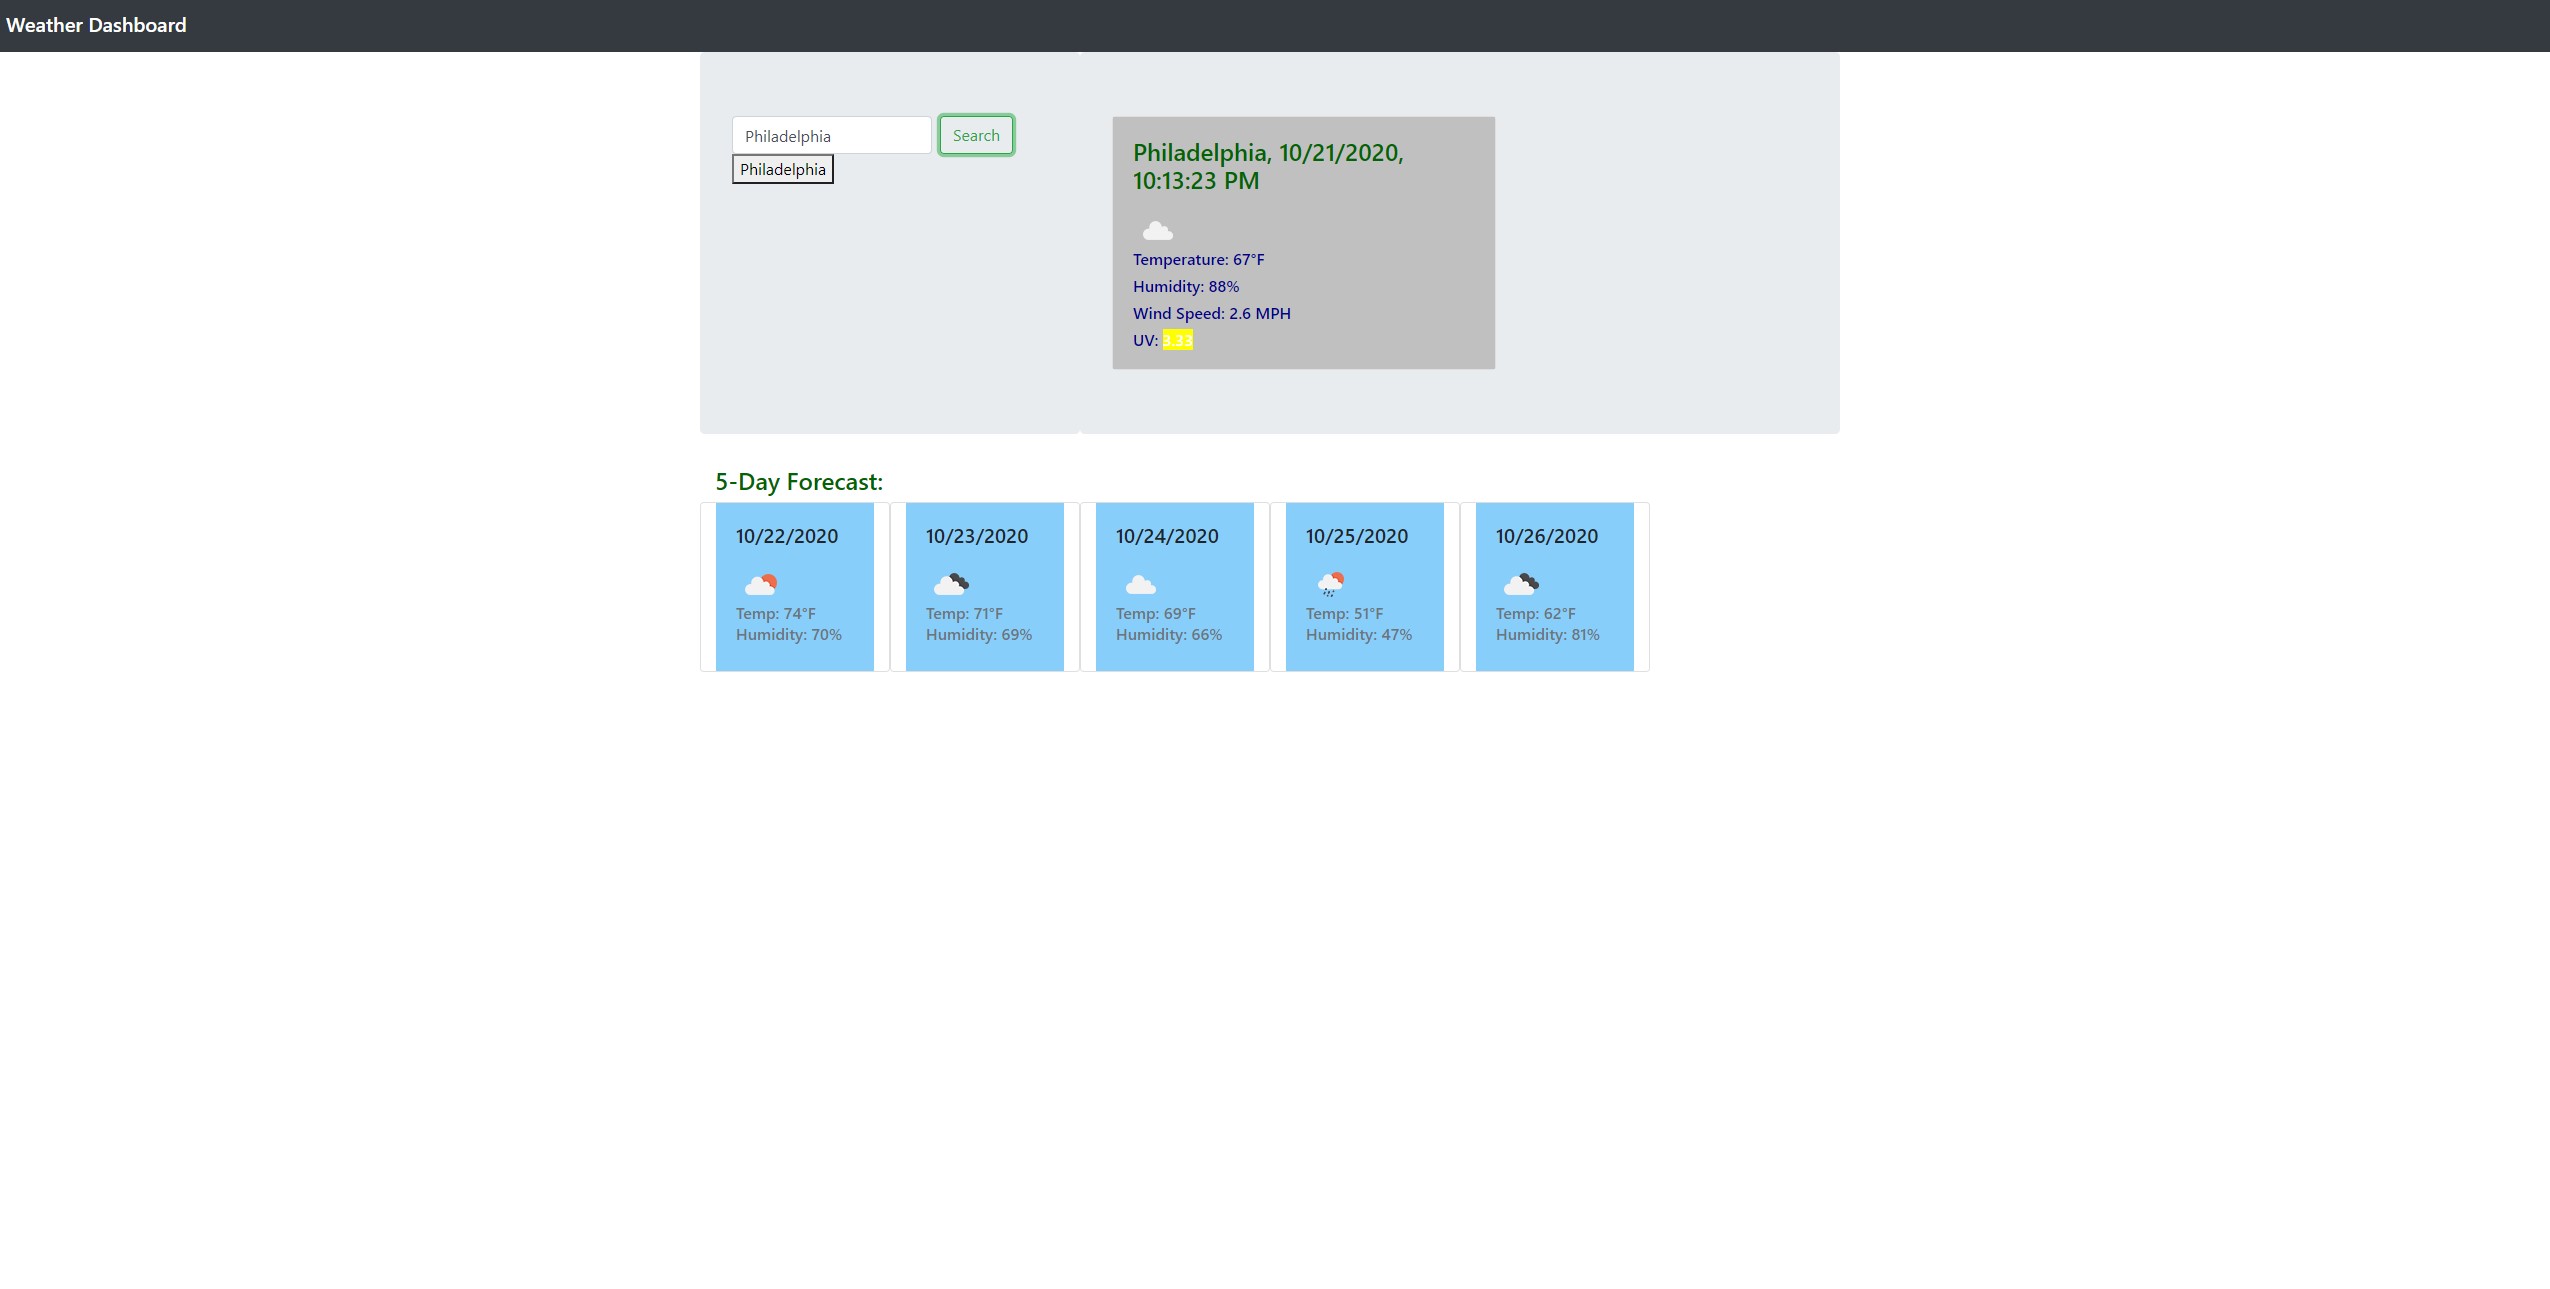 Weather Dashboard
Philadelphia
Search
Philadelphia
Philadelphia, 10/21/2020,
10:13:23 PM
Temperature: 67°F
Humidity: 88%
Wind Speed: 2.6 MPH
UV: 3.33
5-Day Forecast:
10/22/2020
Temp: 74°F
Humidity: 70%
10/23/2020
Temp: 71°F
Humidity: 69%
10/24/2020
Temp: 69°F
Humidity: 66%
10/25/2020
Temp: 51°F
Humidity: 47%
10/26/2020
Temp: 62°F
Humidity: 81%